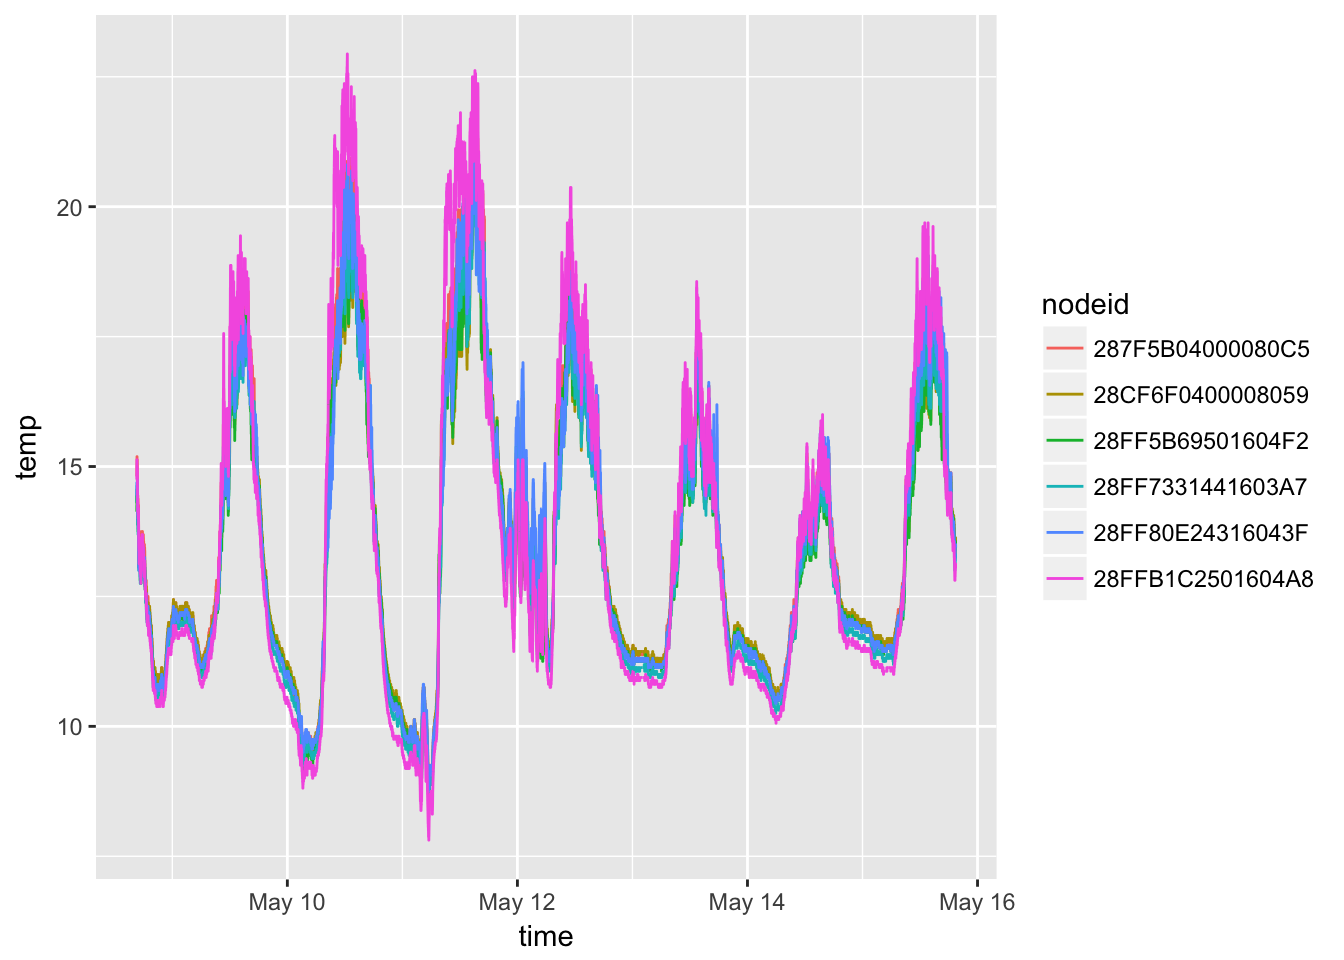 20
15
10
temp
May 10
May 12
May 14
May 16
time
nodeid
287F5B04000080C5
28CF6F0400008059
28FF5B69501604F2
28FF7331441603A7
28FF80E24316043F
28FFB1C2501604A8